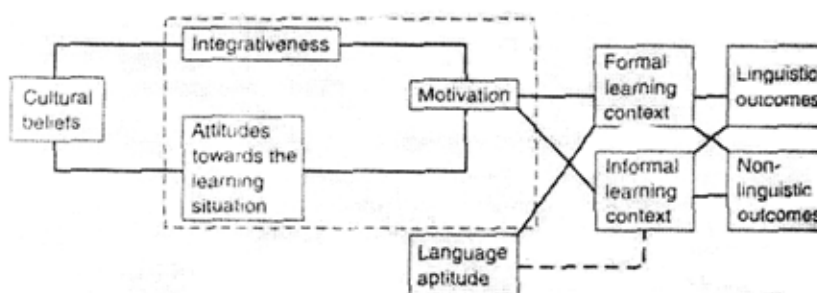 Integrativeness
Cultural
beliefs
Attitudes
towards the
learning
situation
Motivation
Language
aptitude
Formal
learning
context
Informal
learning
context
Linguistic
outcomes
Non-
linguistic
outcomes